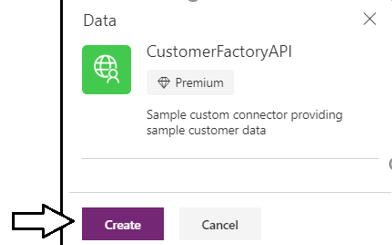 Data
CustomerFactoryAPI
Premium
Sample custom connector providing
sample customer data
Create
Cancel